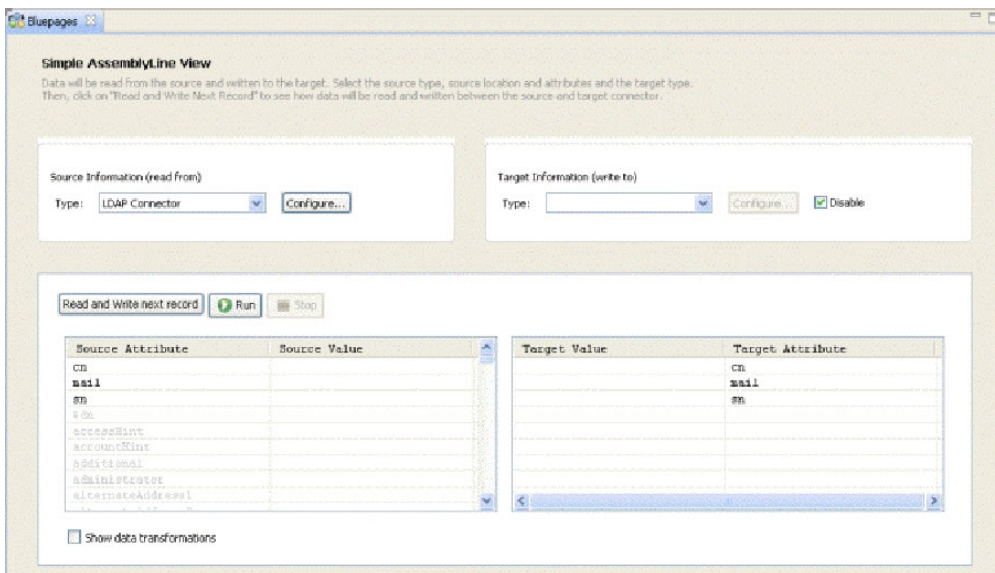 Bluepages
Simple AssemblyLine View
Data will be read from the source and written to the target. Select the source type, source location and attributes and the target type.
Then, click on "Read and Write Next Record" to see how data will be read and written between the source and target connector.
Source Information (read from)
Type: LDAP Connector Configure...
Target Information (write to)
Type: Configure... Disable
Read and Write next record Run Stop
Source Attribute Source Value Target Value Target Attribute
cn cn
mail mail
sn sn
$dn
accessHint
accountHint
additional
administrator
alternateAddress1
Show data transformations